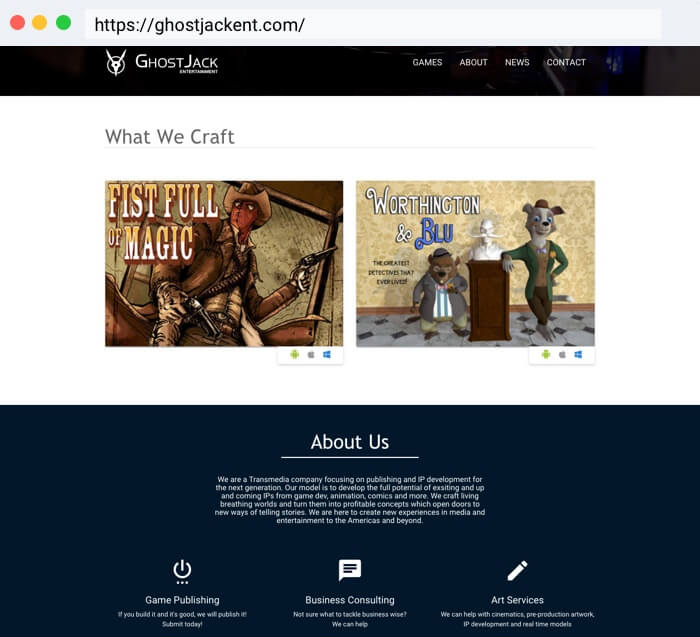 https://ghostjackent.com/
GHOSTJACK
ENTERTAINMENT
GAMES ABOUT NEWS CONTACT
What We Craft
FIST FULL
OF MAGIC
WORTHINGTON
& BLU
THE GREATEST
DETECTIVES THAT
EVER LIVED!
About Us
We are a Transmedia company focusing on publishing and IP development for
the next generation. Our model is to develop the full potential of exsiting and up
and coming IPs from game dev, animation, comics and more. We craft living
breathing worlds and turn them into profitable concepts which open doors to
new ways of telling stories. We are here to create new experiences in media and
entertainment to the Americas and beyond.
Game Publishing
If you build it and it's good, we will publish it!
Submit today!
Business Consulting
Not sure what to tackle business wise?
We can help
Art Services
We can help with cinematics, pre-production artwork,
IP development and real time models